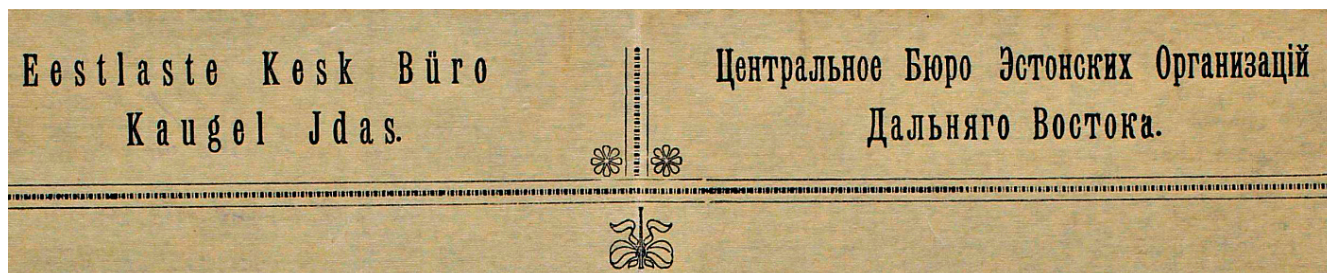 Eestlaste Kesk Büro
Kaugel Jdas.
Центральное Бюро Эстонских Организацій
Дальняго Востока.